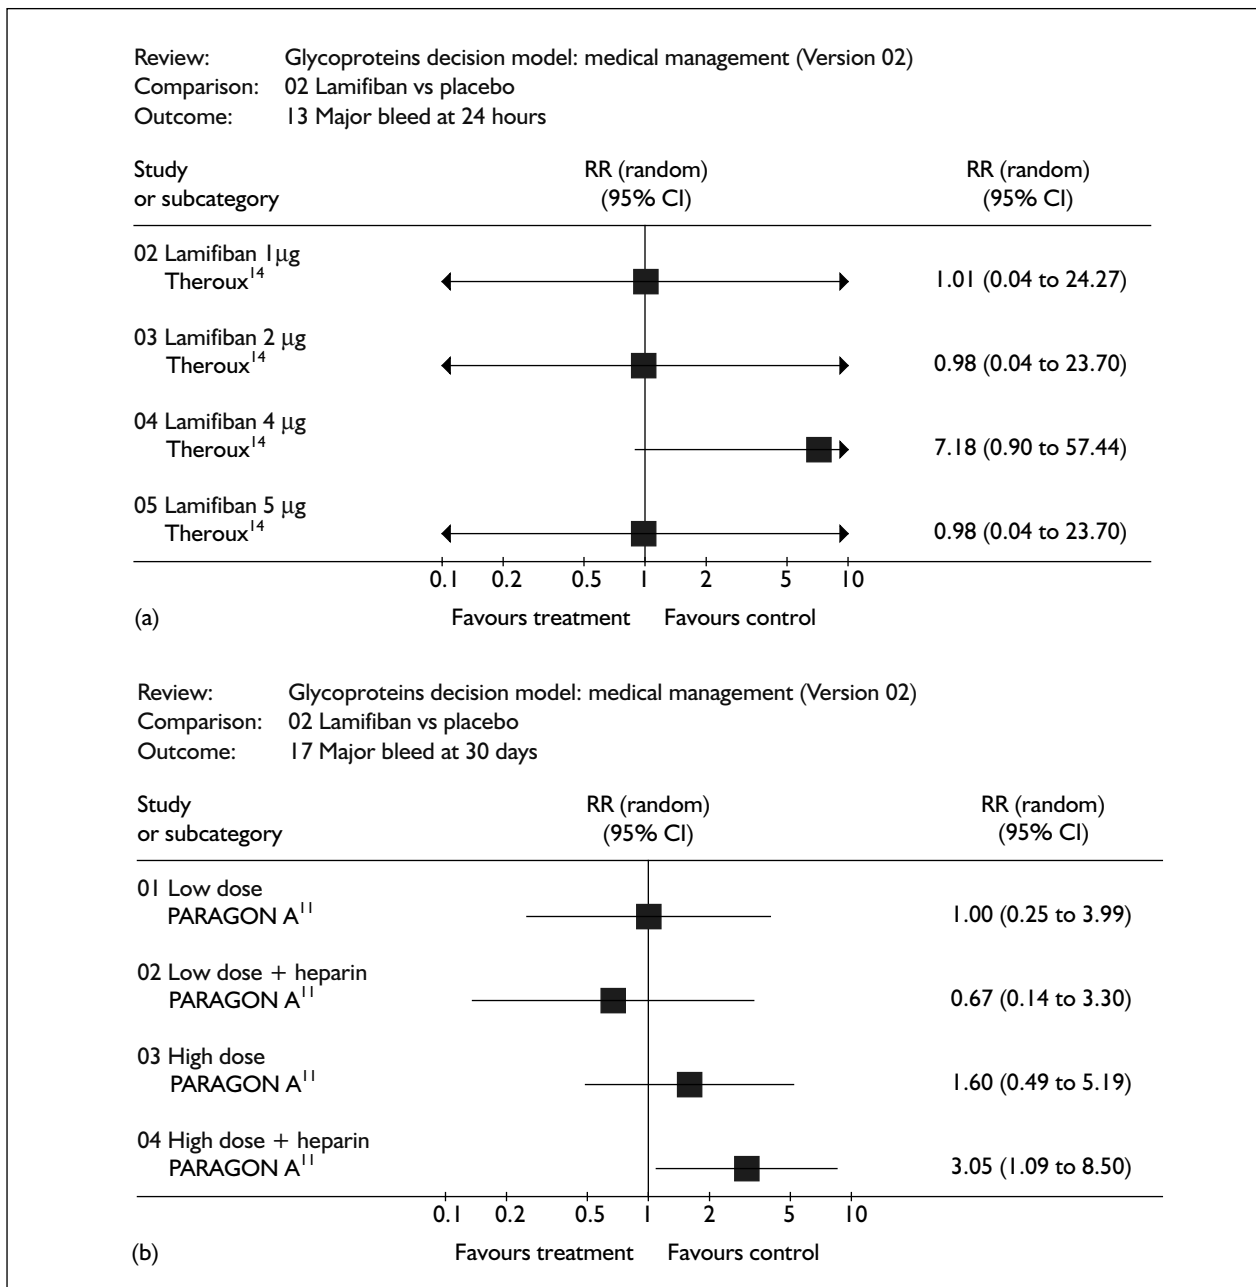 Review: Glycoproteins decision model: medical management (Version 02)
Comparison: 02 Lamifiban vs placebo
Outcome: 13 Major bleed at 24 hours
Study RR (random) RR (random)
or subcategory (95% CI) (95% CI)
02 Lamifiban 1μg
Theroux14 1.01 (0.04 to 24.27)
03 Lamifiban 2 μg
Theroux14 0.98 (0.04 to 23.70)
04 Lamifiban 4 μg
Theroux14 7.18 (0.90 to 57.44)
05 Lamifiban 5 μg
Theroux14 0.98 (0.04 to 23.70)
0.1 0.2 0.5 1 2 5 10
(a) Favours treatment Favours control
Review: Glycoproteins decision model: medical management (Version 02)
Comparison: 02 Lamifiban vs placebo
Outcome: 17 Major bleed at 30 days
Study RR (random) RR (random)
or subcategory (95% CI) (95% CI)
01 Low dose
PARAGON A11 1.00 (0.25 to 3.99)
02 Low dose + heparin
PARAGON A11 0.67 (0.14 to 3.30)
03 High dose
PARAGON A11 1.60 (0.49 to 5.19)
04 High dose + heparin
PARAGON A11 3.05 (1.09 to 8.50)
0.1 0.2 0.5 1 2 5 10
(b) Favours treatment Favours control